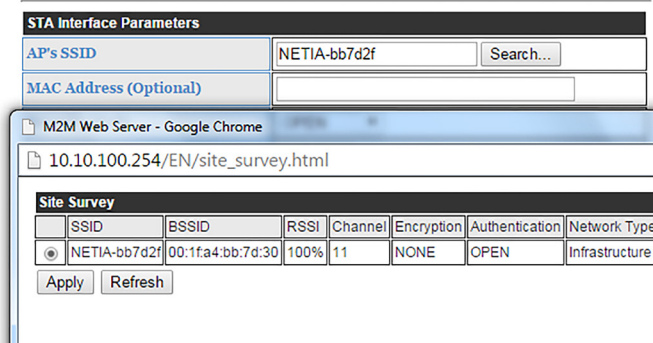 STA Interface Parameters
AP's SSID NETIA-bb7d2f Search...
MAC Address (Optional)
OPEN
M2M Web Server - Google Chrome
10.10.100.254/EN/site_survey.html
Site Survey
SSID BSSID RSSI Channel Encryption Authentication Network Type
NETIA-bb7d2f 00:1f:a4:bb:7d:30 100% 11 NONE OPEN Infrastructure
Apply Refresh